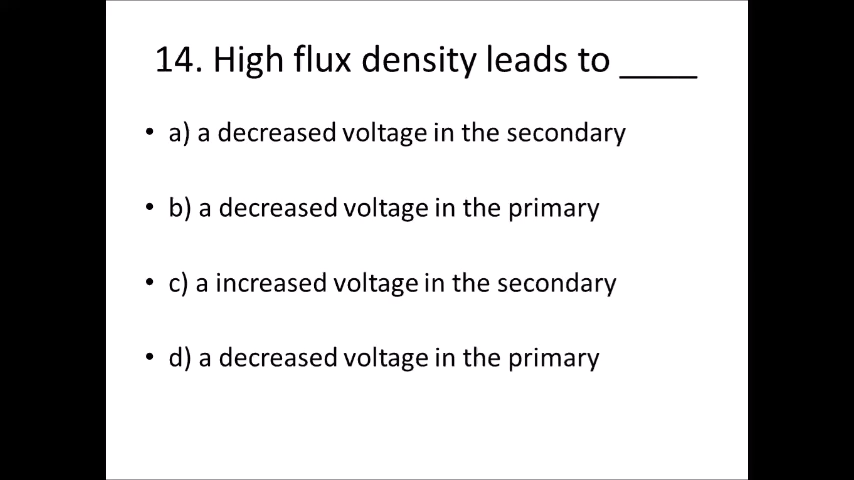 14. High flux density leads to ____
• a) a decreased voltage in the secondary
• b) a decreased voltage in the primary
• c) a increased voltage in the secondary
• d) a decreased voltage in the primary